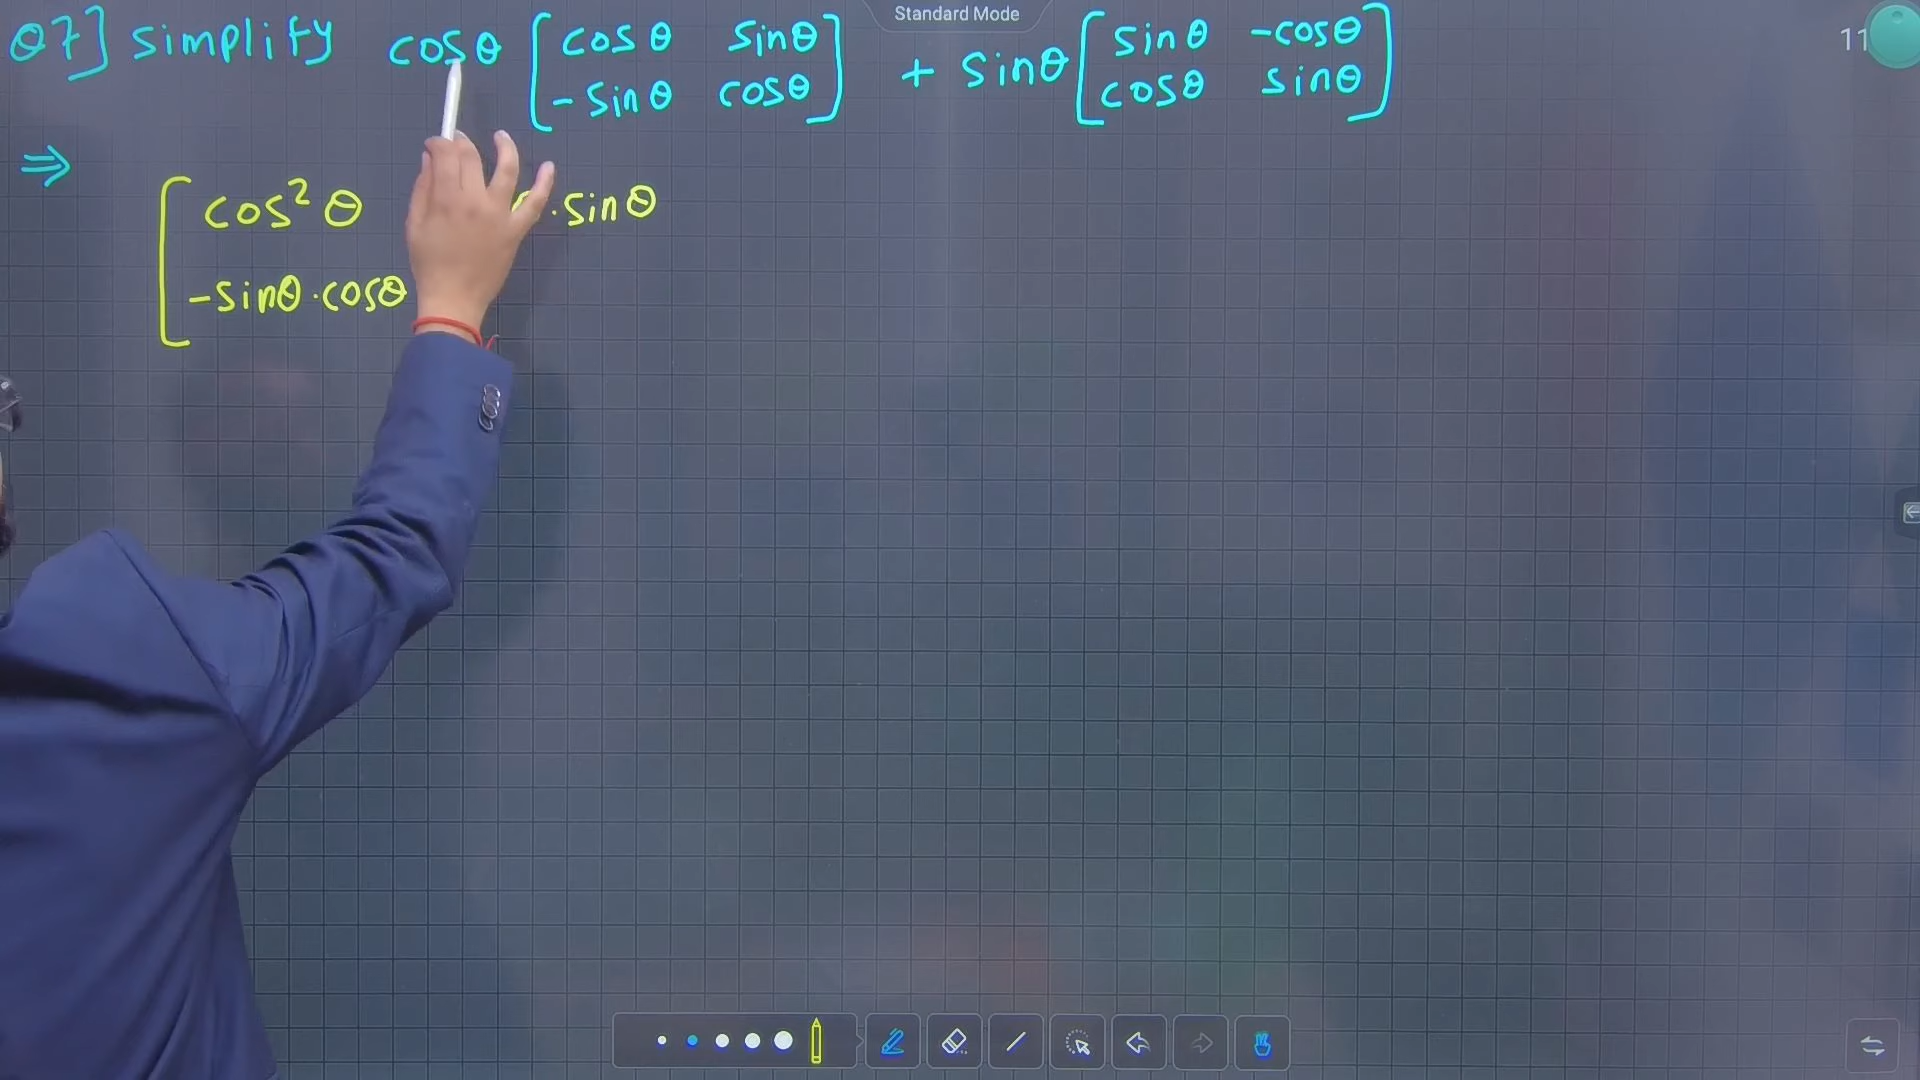 Standard Mode
Q7] Simplify cosθ [cosθ sinθ -sinθ cosθ] + sinθ [sinθ -cosθ cosθ sinθ]
11
⇒
[cos²θ ·sinθ
-sinθ·cosθ